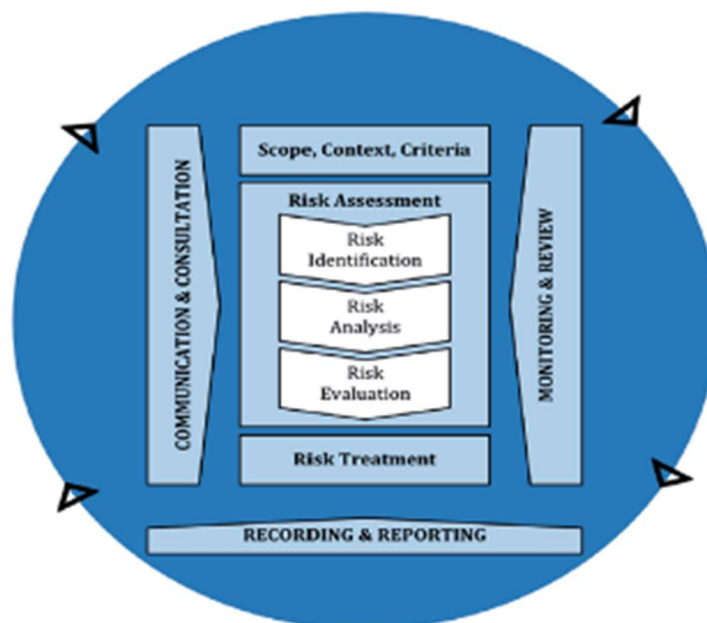 Scope, Context, Criteria
Risk Assessment
Risk
Identification
Risk
Analysis
Risk
Evaluation
Risk Treatment
COMMUNICATION & CONSULTATION
MONITORING & REVIEW
RECORDING & REPORTING